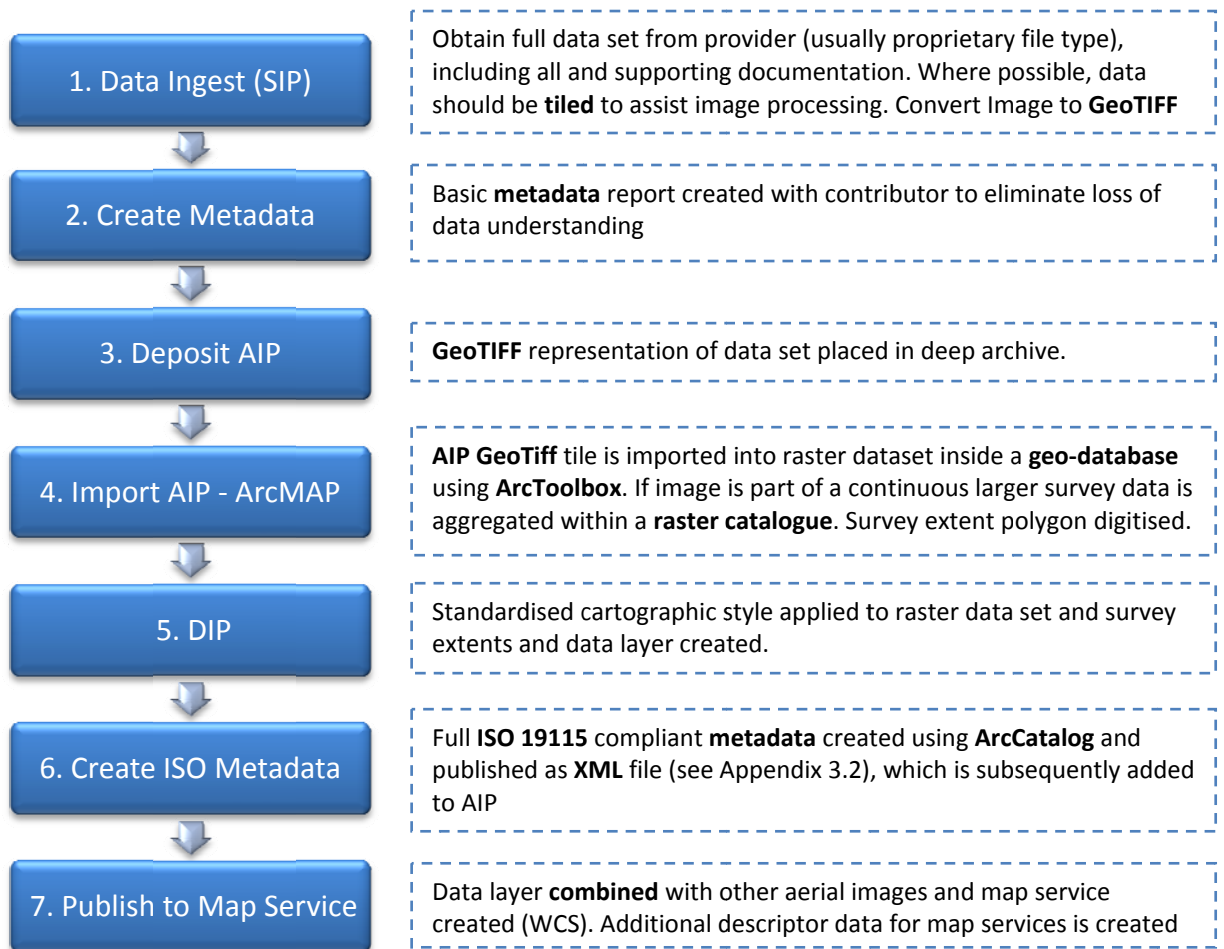 1. Data Ingest (SIP)
Obtain full data set from provider (usually proprietary file type),
including all and supporting documentation. Where possible, data
should be tiled to assist image processing. Convert Image to GeoTIFF
2. Create Metadata
Basic metadata report created with contributor to eliminate loss of
data understanding
3. Deposit AIP
GeoTIFF representation of data set placed in deep archive.
4. Import AIP - ArcMAP
AIP GeoTiff tile is imported into raster dataset inside a geo-database
using ArcToolbox. If image is part of a continuous larger survey data is
aggregated within a raster catalogue. Survey extent polygon digitised.
5. DIP
Standardised cartographic style applied to raster data set and survey
extents and data layer created.
6. Create ISO Metadata
Full ISO 19115 compliant metadata created using ArcCatalog and
published as XML file (see Appendix 3.2), which is subsequently added
to AIP
7. Publish to Map Service
Data layer combined with other aerial images and map service
created (WCS). Additional descriptor data for map services is created